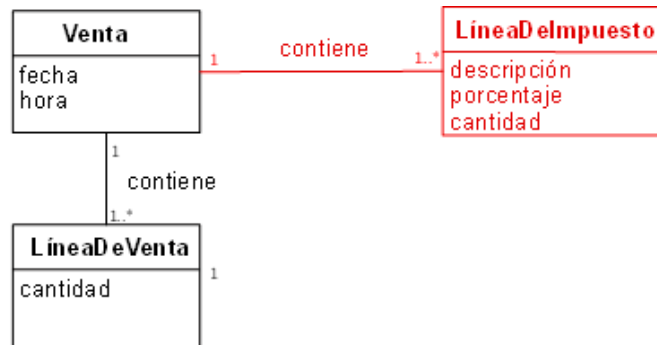 Venta
fecha
hora
1
contiene
1..*
LíneaDeImpuesto
descripción
porcentaje
cantidad
1
contiene
1..*
LíneaDeVenta
cantidad
1